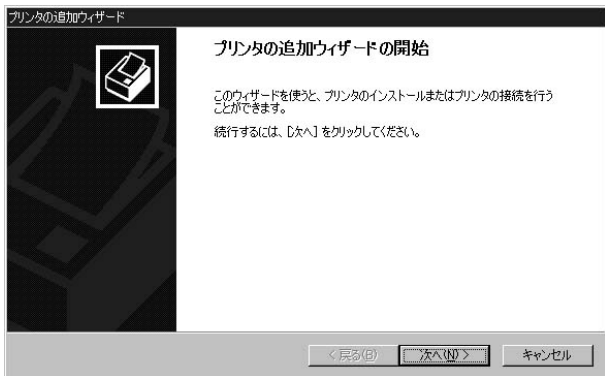 プリンタの追加ウィザード
プリンタの追加ウィザードの開始
このウィザードを使うと、プリンタのインストールまたはプリンタの接続を行う
ことができます。
続行するには、[次へ] をクリックしてください。
< 戻る(B)
次へ(N) >
キャンセル